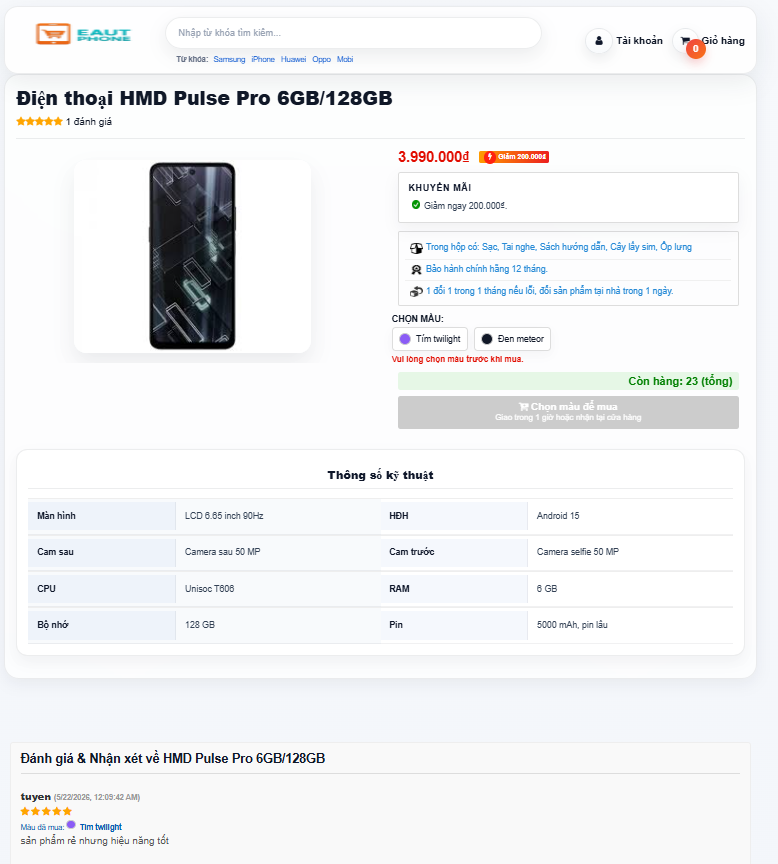 EAUT
PHONE
Nhập từ khóa tìm kiếm...
Từ khóa: Samsung iPhone Huawei Oppo Mobi
Tài khoản
0
Giỏ hàng
Điện thoại HMD Pulse Pro 6GB/128GB
1 đánh giá
3.990.000₫
Giảm 200.000₫
KHUYẾN MÃI
Giảm ngay 200.000₫.
Trong hộp có: Sạc, Tai nghe, Sách hướng dẫn, Cây lấy sim, Ốp lưng
Bảo hành chính hãng 12 tháng.
1 đổi 1 trong 1 tháng nếu lỗi, đổi sản phẩm tại nhà trong 1 ngày.
CHỌN MÀU:
Tím twilight
Đen meteor
Vui lòng chọn màu trước khi mua.
Còn hàng: 23 (tổng)
Chọn màu để mua
Giao trong 1 giờ hoặc nhận tại cửa hàng
Thông số kỹ thuật
Màn hình LCD 6.65 inch 90Hz HĐH Android 15
Cam sau Camera sau 50 MP Cam trước Camera selfie 50 MP
CPU Unisoc T606 RAM 6 GB
Bộ nhớ 128 GB Pin 5000 mAh, pin lâu
Đánh giá & Nhận xét về HMD Pulse Pro 6GB/128GB
tuyen (5/22/2026, 12:09:42 AM)
Màu đã mua: Tím twilight
sản phẩm rẻ nhưng hiệu năng tốt